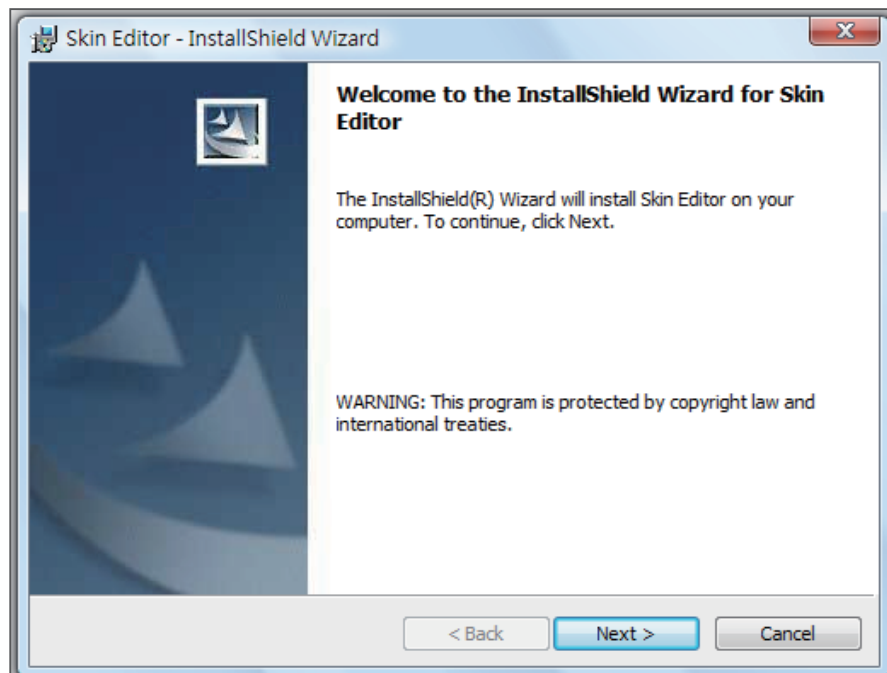 Skin Editor - InstallShield Wizard
Welcome to the InstallShield Wizard for Skin
Editor
The InstallShield(R) Wizard will install Skin Editor on your
computer. To continue, click Next.
WARNING: This program is protected by copyright law and
international treaties.
< Back
Next >
Cancel